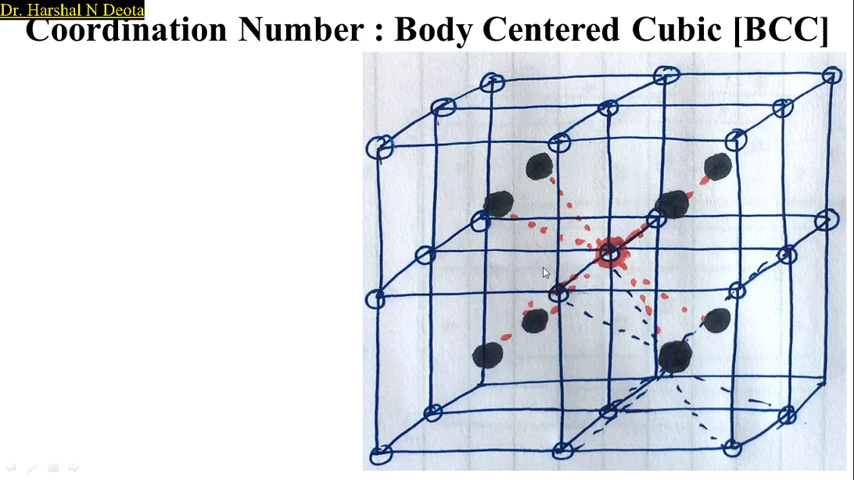 Dr. Harshal N Deota
Coordination Number : Body Centered Cubic [BCC]